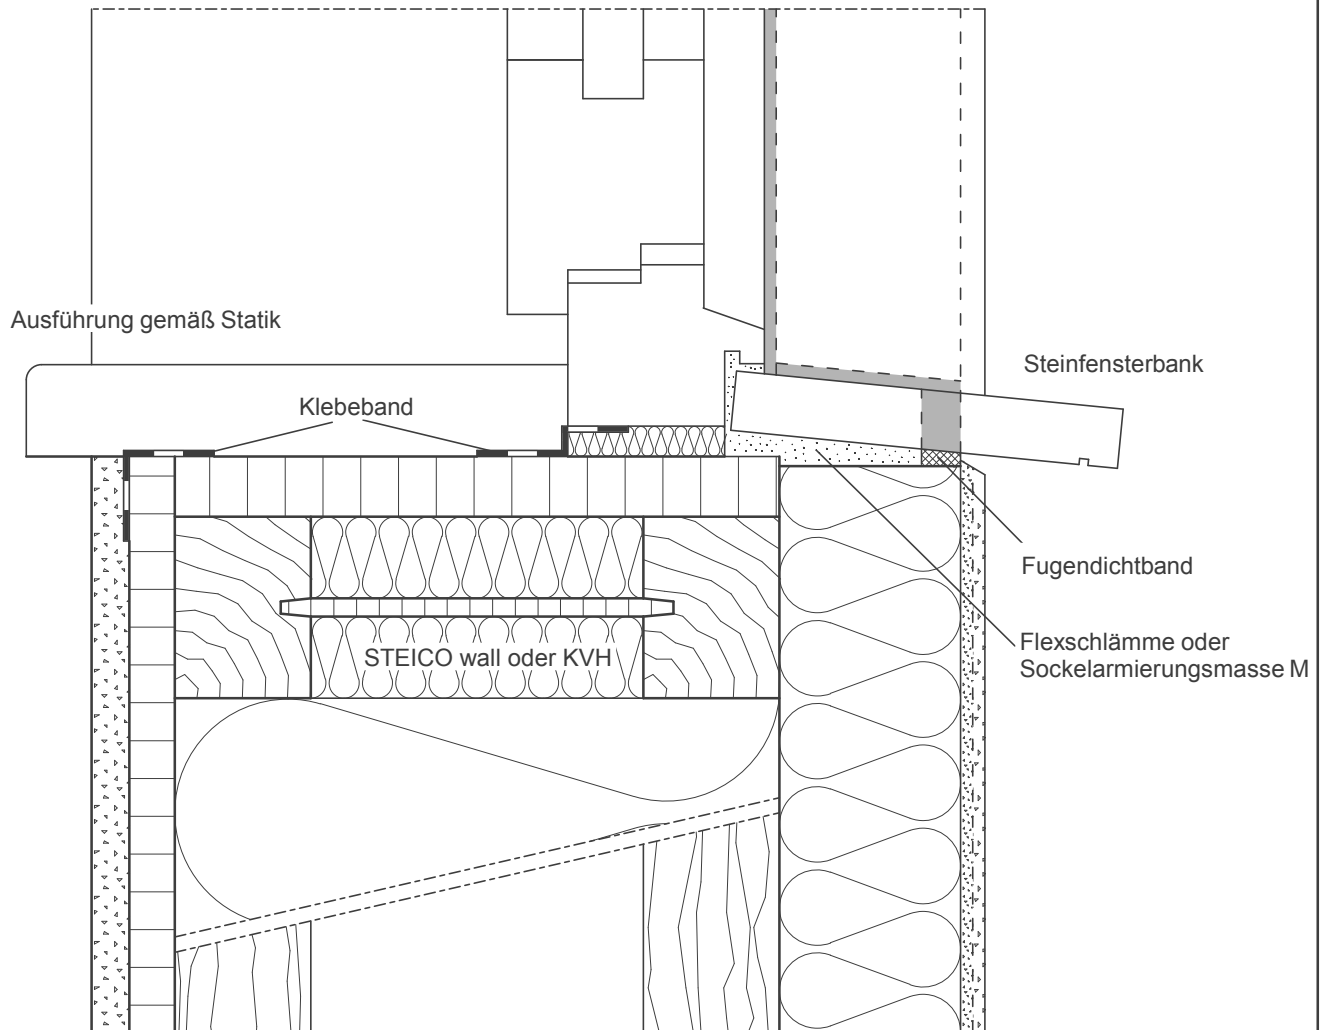 Ausführung gemäß Statik
Steinfensterbank
Klebeband
Fugendichtband
STEICO wall oder KVH
Flexschlämme oder
Sockelarmierungsmasse M